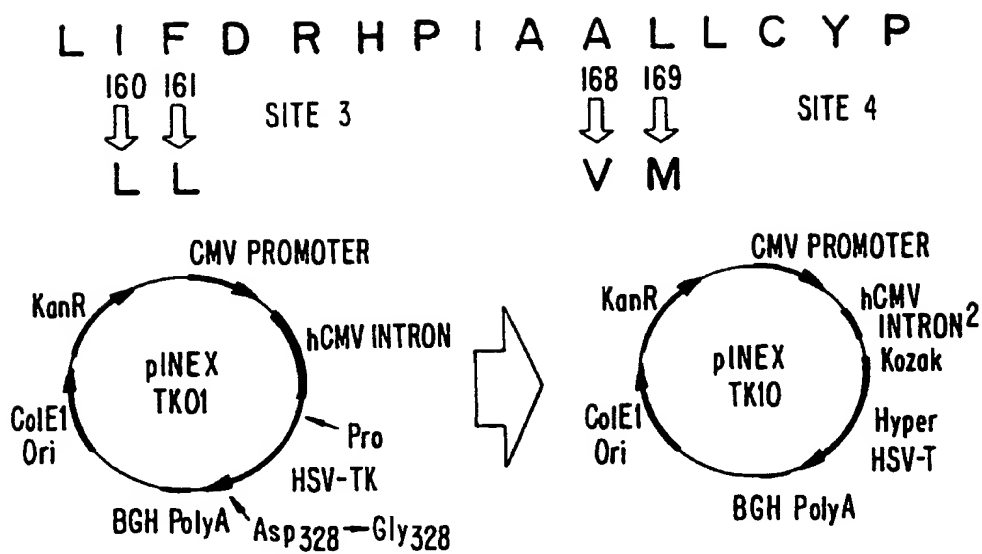 L I F D R H P I A A L L C Y P
160 161 168 169
SITE 3 SITE 4
L L V M
CMV PROMOTER
KanR
hCMV INTRON
pINEX
TK01
ColE1
Ori
Pro
HSV-TK
BGH PolyA
Asp328 Gly328
CMV PROMOTER
KanR
hCMV
INTRON2
Kozak
pINEX
TK10
ColE1
Ori
Hyper
HSV-T
BGH PolyA